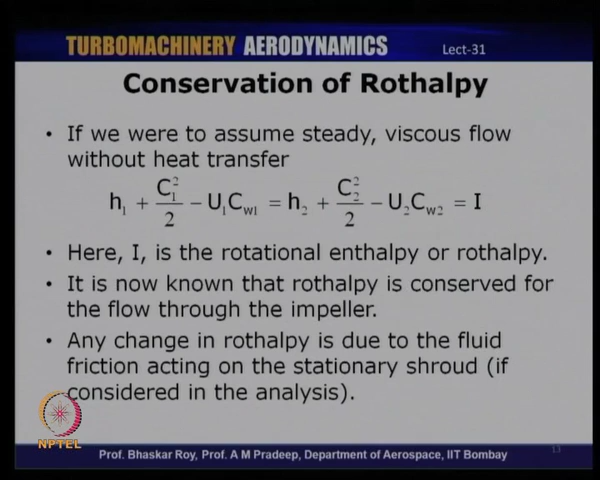 TURBOMACHINERY AERODYNAMICS Lect-31
Conservation of Rothalpy
• If we were to assume steady, viscous flow
without heat transfer
h₁ + C₁²/2 − U₁C_w1 = h₂ + C₂²/2 − U₂C_w2 = I
• Here, I, is the rotational enthalpy or rothalpy.
• It is now known that rothalpy is conserved for
the flow through the impeller.
• Any change in rothalpy is due to the fluid
friction acting on the stationary shroud (if
considered in the analysis).
NPTEL
Prof. Bhaskar Roy, Prof. A M Pradeep, Department of Aerospace, IIT Bombay
13